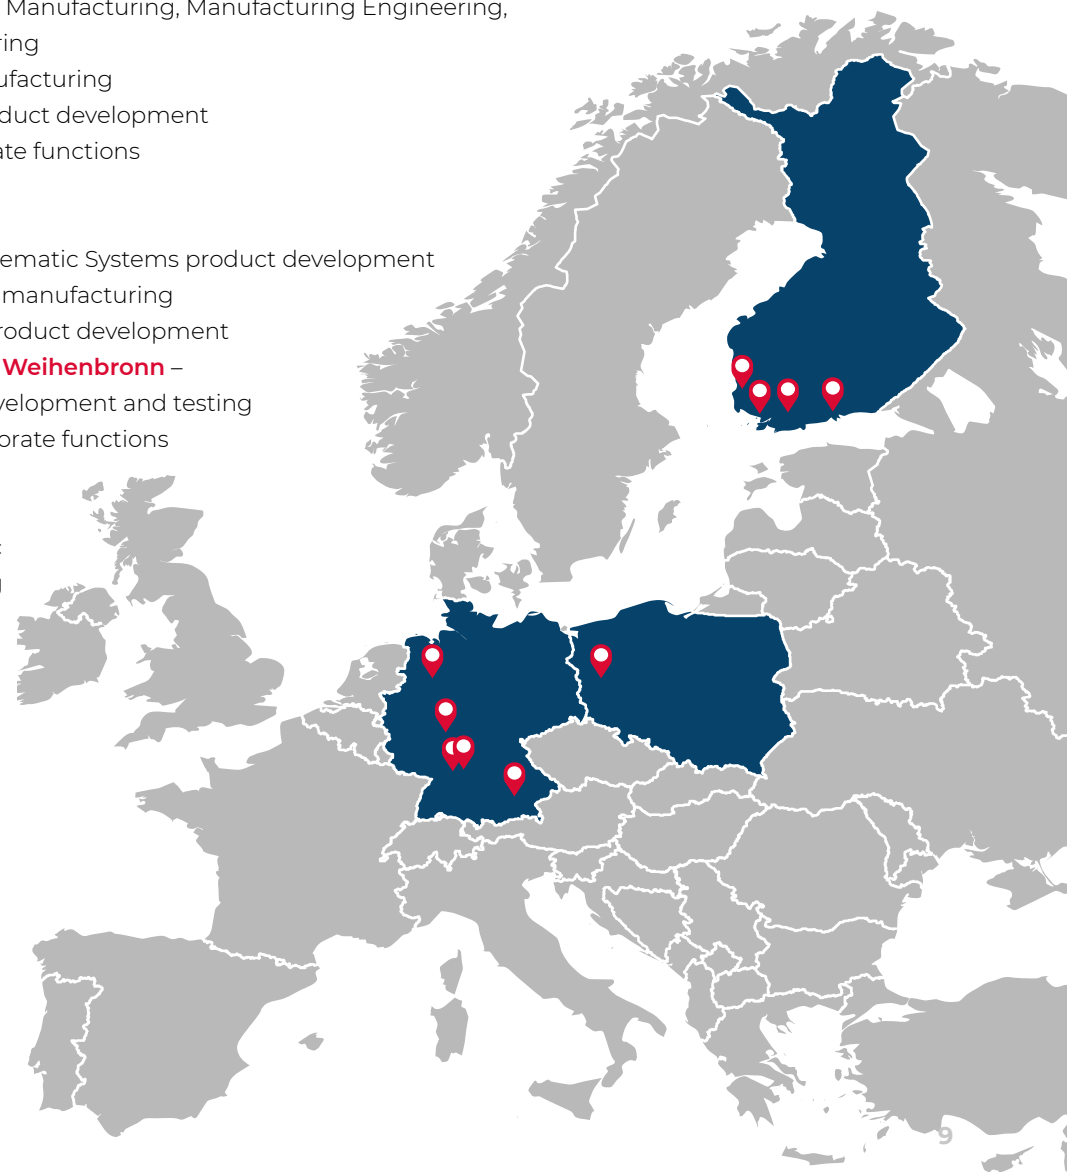 Manufacturing, Manufacturing Engineering,
ring
ufacturing
duct development
ate functions
ematic Systems product development
manufacturing
roduct development
Weihenbronn –
velopment and testing
orate functions
9